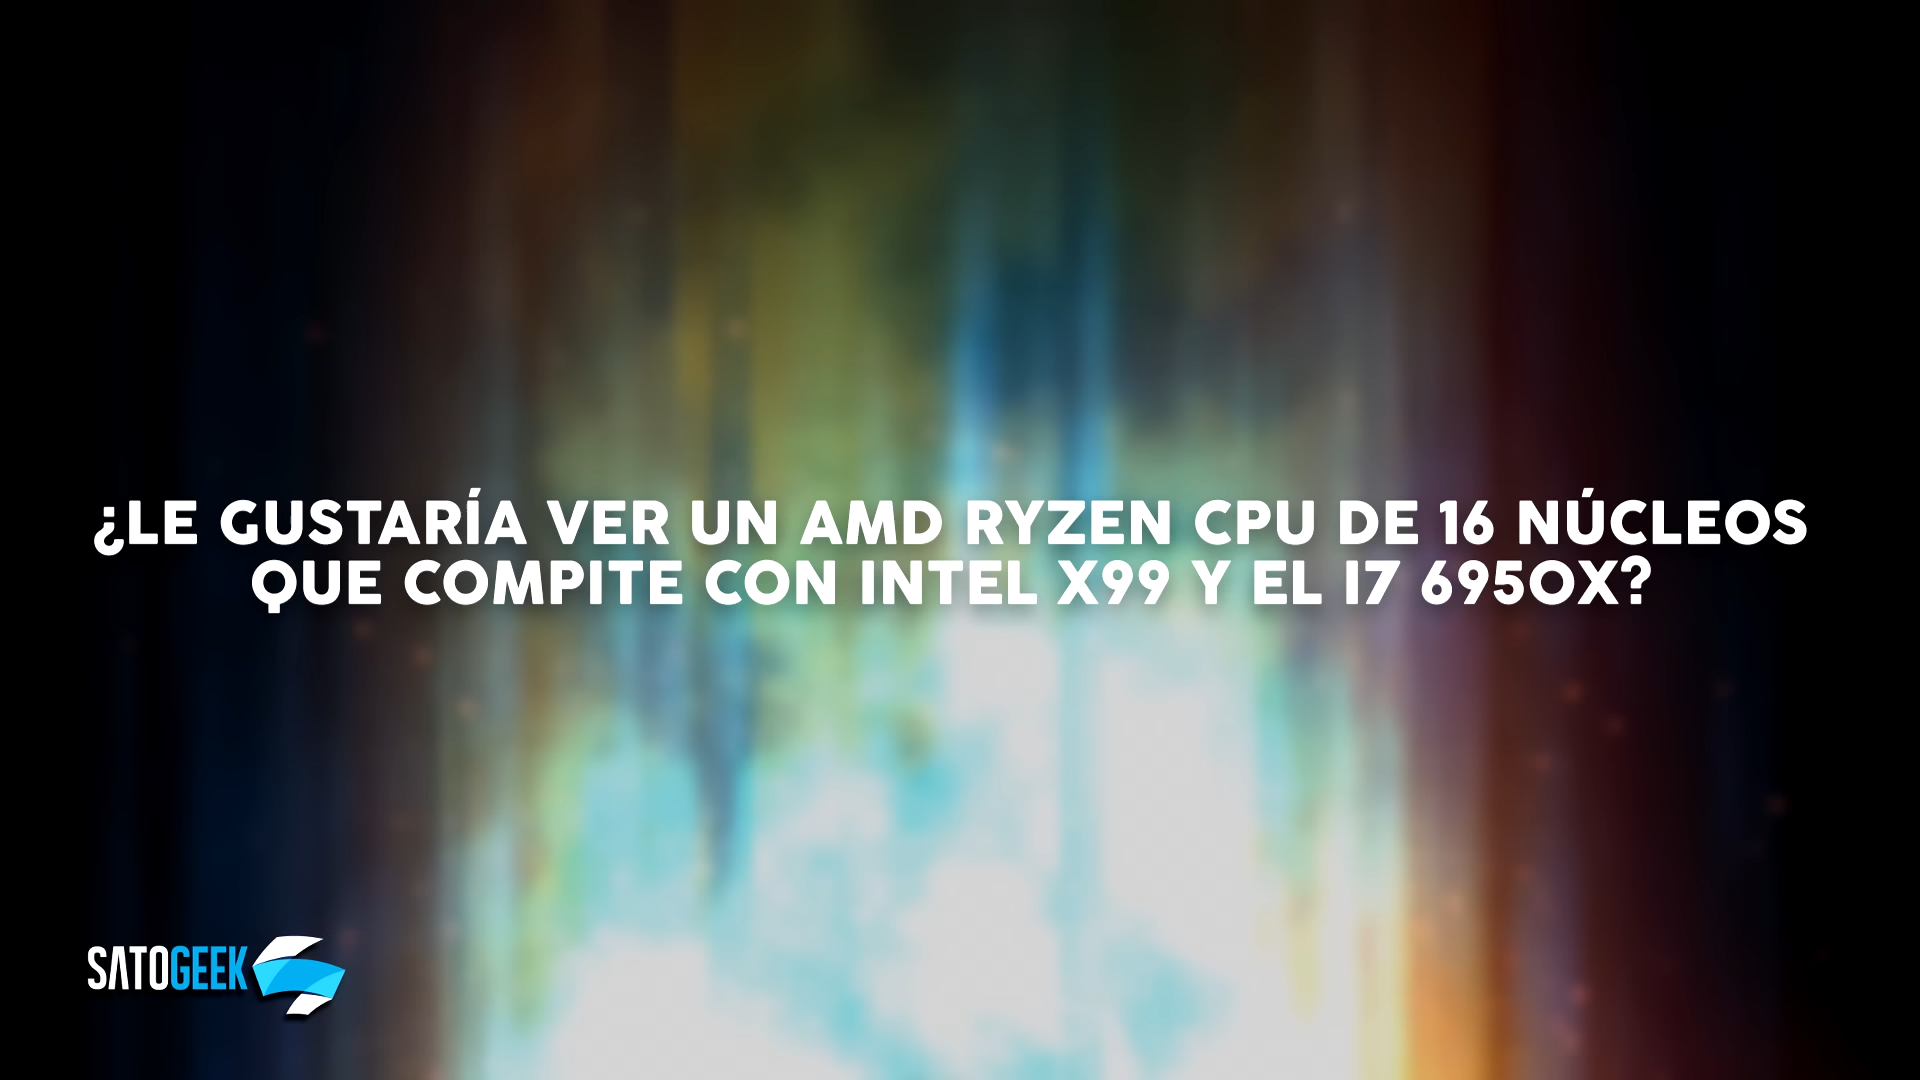 ¿LE GUSTARÍA VER UN AMD RYZEN CPU DE 16 NÚCLEOS
QUE COMPITE CON INTEL X99 Y EL I7 6950X?
SATOGEEK